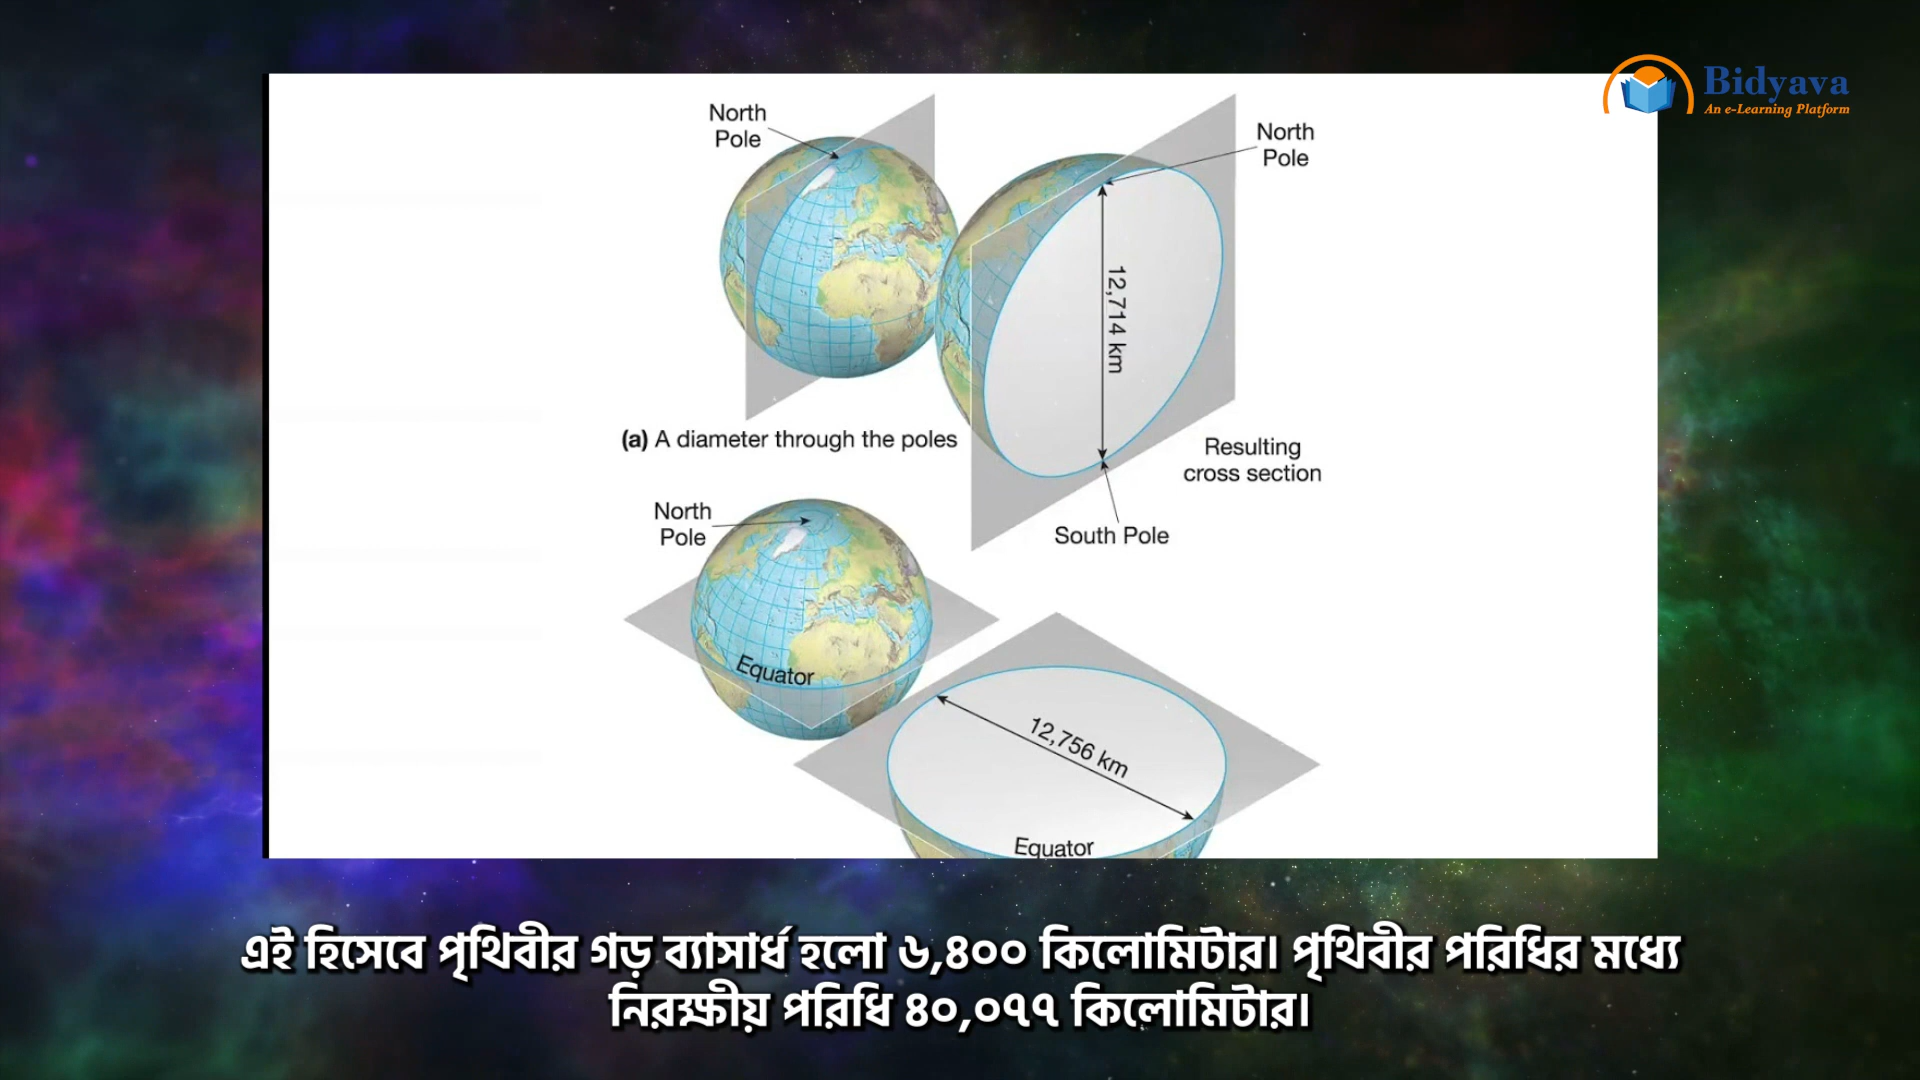 Bidyava
An e-Learning Platform
North
Pole
North
Pole
12,714 km
(a) A diameter through the poles
Resulting
cross section
South Pole
North
Pole
Equator
12,756 km
Equator
এই হিসেবে পৃথিবীর গড় ব্যাসার্ধ হলো ৬,৪০০ কিলোমিটার। পৃথিবীর পরিধির মধ্যে
নিরক্ষীয় পরিধি ৪০,০৭৭ কিলোমিটার।